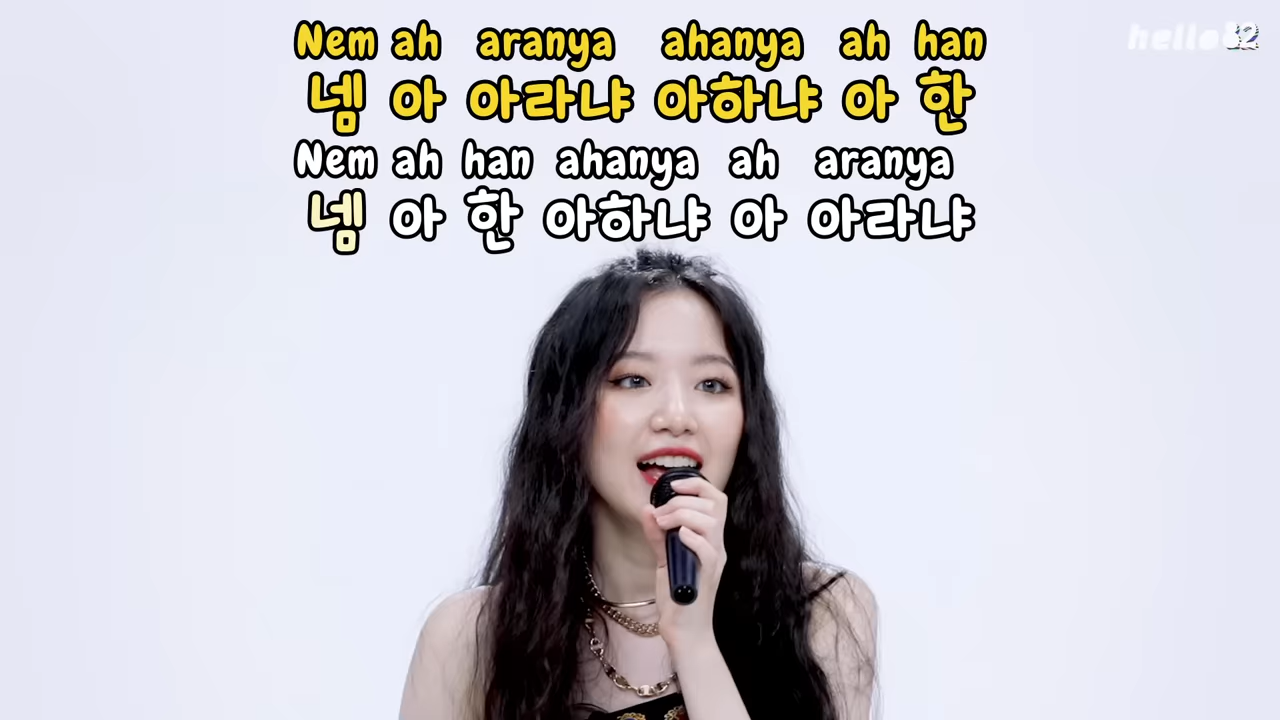 hello82
Nem ah aranya ahanya ah han
넴 아 아라냐 아하냐 아 한
Nem ah han ahanya ah aranya
넴 아 한 아하냐 아 아라냐